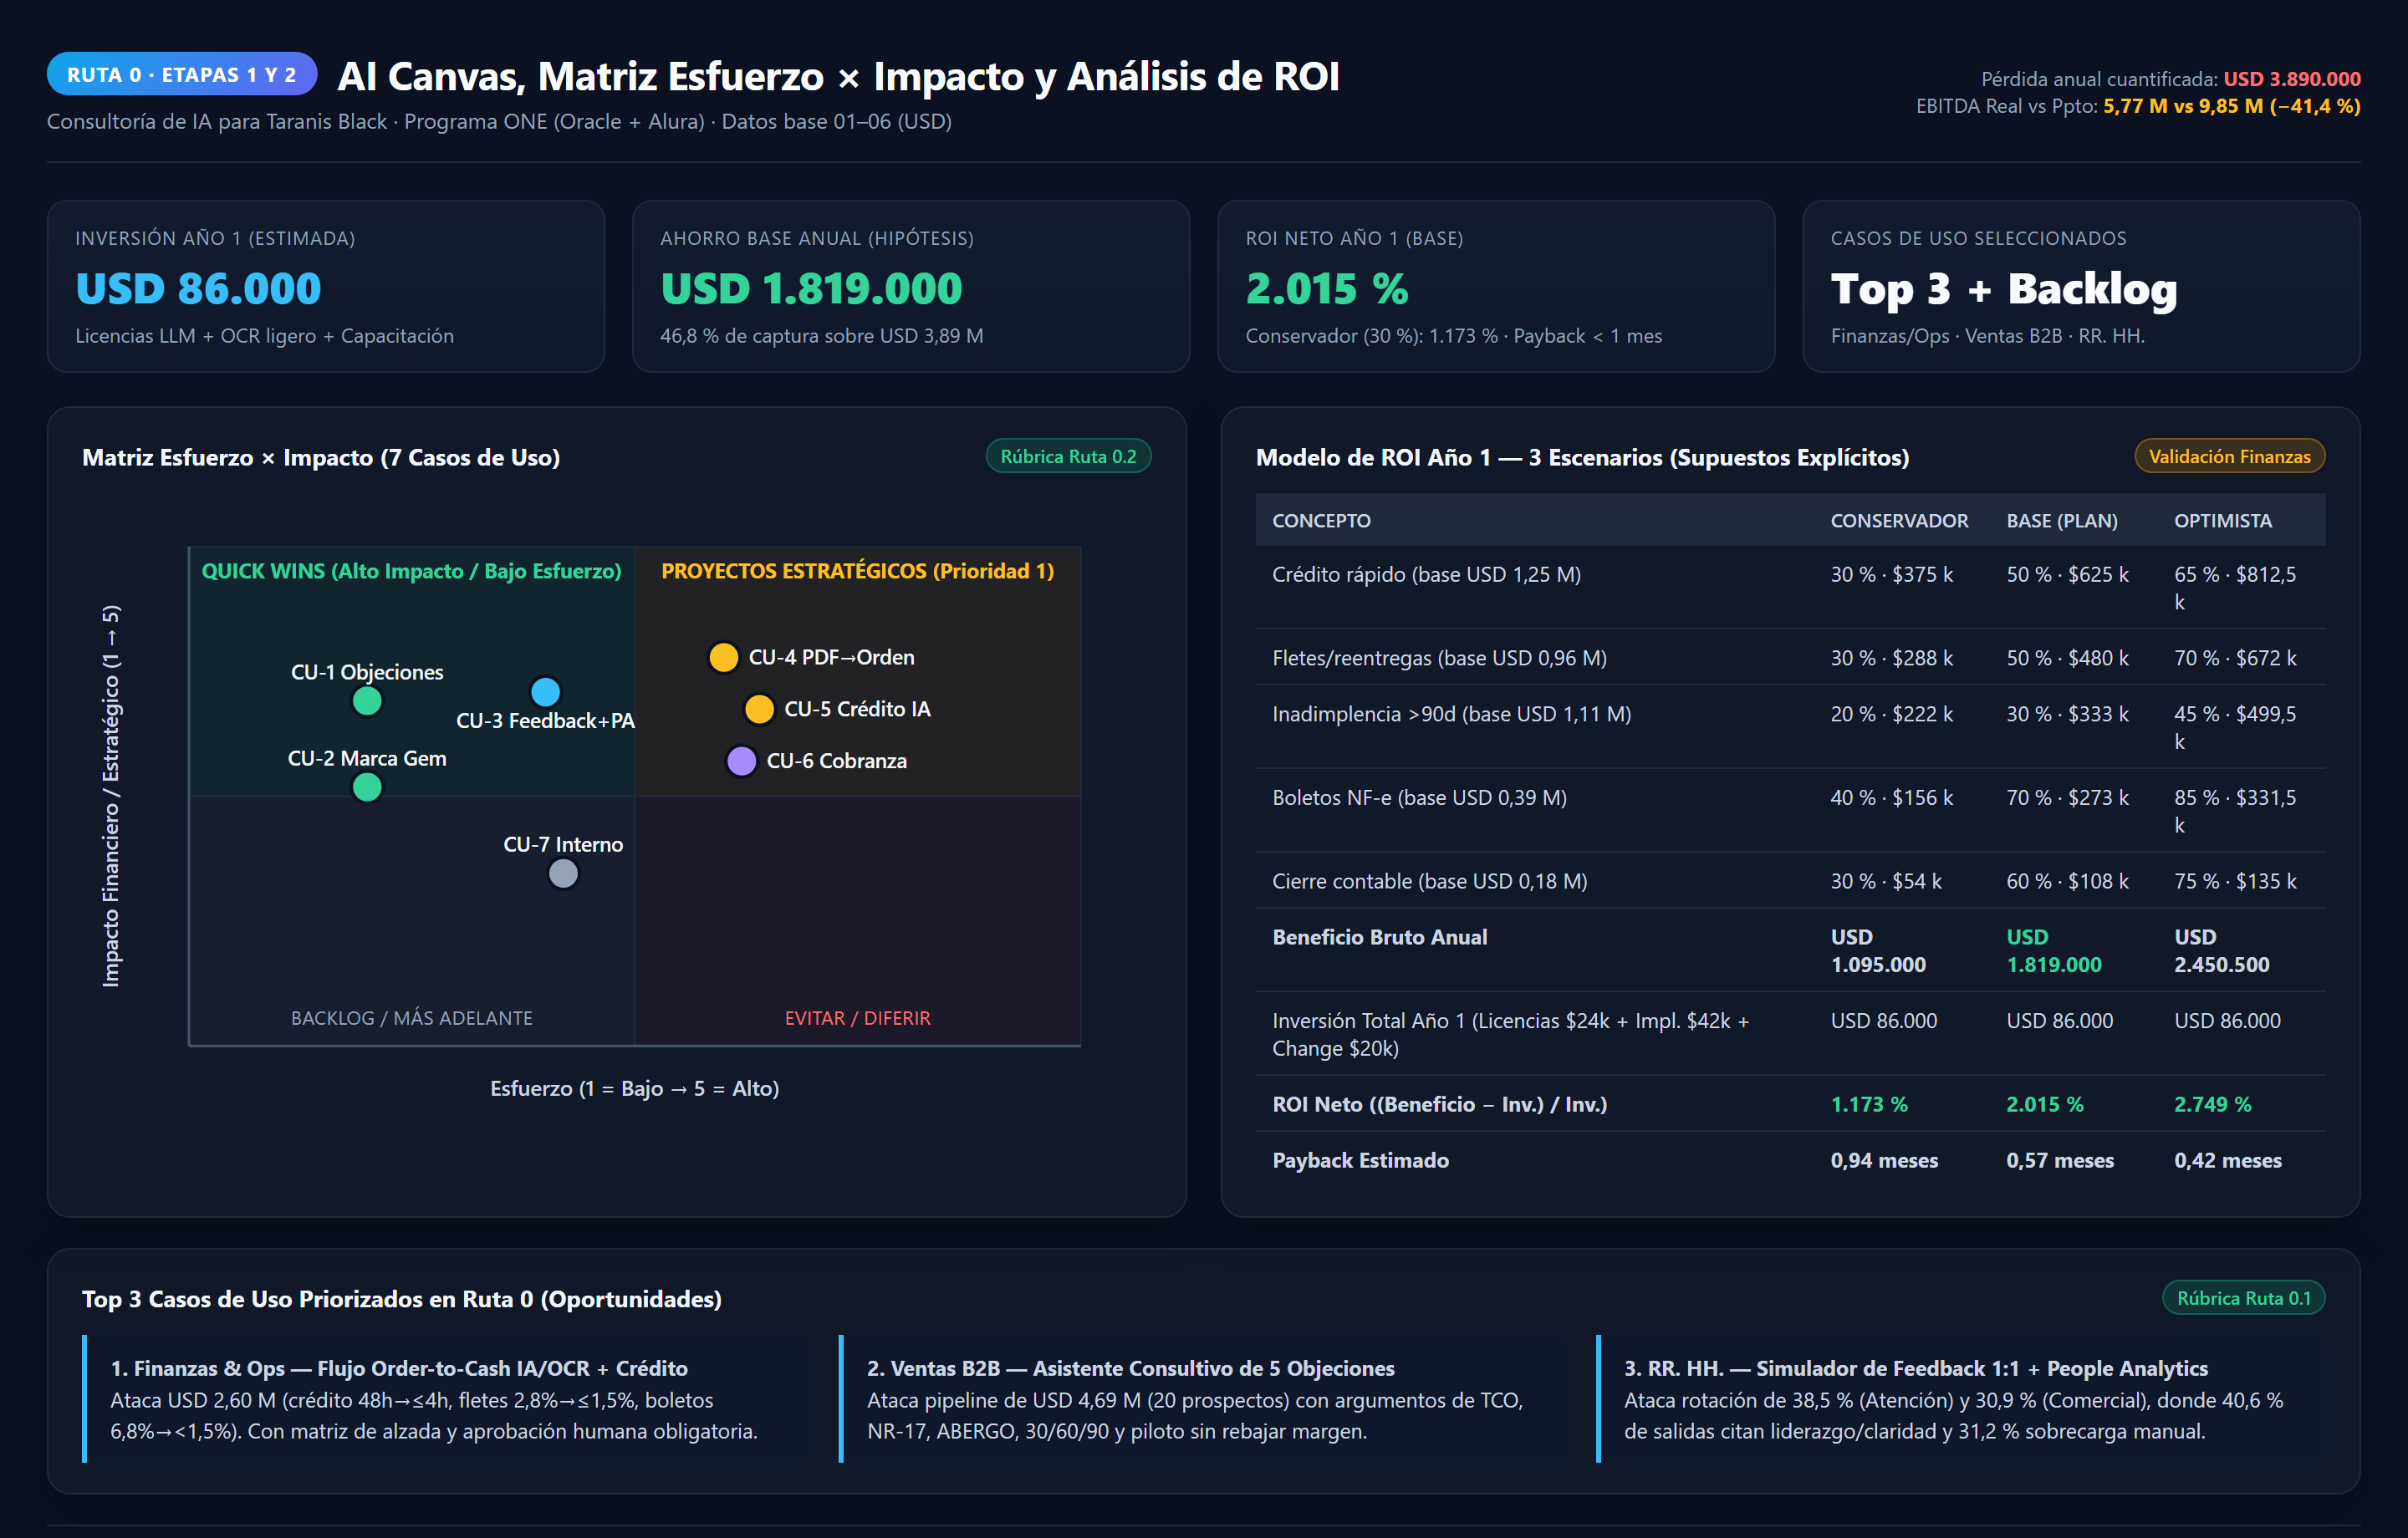 RUTA 0 · ETAPAS 1 Y 2
AI Canvas, Matriz Esfuerzo × Impacto y Análisis de ROI
Consultoría de IA para Taranis Black · Programa ONE (Oracle + Alura) · Datos base 01–06 (USD)
Pérdida anual cuantificada: USD 3.890.000
EBITDA Real vs Ppto: 5,77 M vs 9,85 M (−41,4 %)
INVERSIÓN AÑO 1 (ESTIMADA)
USD 86.000
Licencias LLM + OCR ligero + Capacitación
AHORRO BASE ANUAL (HIPÓTESIS)
USD 1.819.000
46,8 % de captura sobre USD 3,89 M
ROI NETO AÑO 1 (BASE)
2.015 %
Conservador (30 %): 1.173 % · Payback < 1 mes
CASOS DE USO SELECCIONADOS
Top 3 + Backlog
Finanzas/Ops · Ventas B2B · RR. HH.
Matriz Esfuerzo × Impacto (7 Casos de Uso)
Rúbrica Ruta 0.2
QUICK WINS (Alto Impacto / Bajo Esfuerzo)
PROYECTOS ESTRATÉGICOS (Prioridad 1)
CU-1 Objeciones
CU-3 Feedback+PA
CU-2 Marca Gem
CU-4 PDF→Orden
CU-5 Crédito IA
CU-6 Cobranza
CU-7 Interno
BACKLOG / MÁS ADELANTE
EVITAR / DIFERIR
Impacto Financiero / Estratégico (1 → 5)
Esfuerzo (1 = Bajo → 5 = Alto)
Modelo de ROI Año 1 — 3 Escenarios (Supuestos Explícitos)
Validación Finanzas
CONCEPTO CONSERVADOR BASE (PLAN) OPTIMISTA
Crédito rápido (base USD 1,25 M) 30 % · $375 k 50 % · $625 k 65 % · $812,5
k
Fletes/reentregas (base USD 0,96 M) 30 % · $288 k 50 % · $480 k 70 % · $672 k
Inadimplencia >90d (base USD 1,11 M) 20 % · $222 k 30 % · $333 k 45 % · $499,5
k
Boletos NF-e (base USD 0,39 M) 40 % · $156 k 70 % · $273 k 85 % · $331,5
k
Cierre contable (base USD 0,18 M) 30 % · $54 k 60 % · $108 k 75 % · $135 k
Beneficio Bruto Anual USD USD USD
1.095.000 1.819.000 2.450.500
Inversión Total Año 1 (Licencias $24k + Impl. $42k + USD 86.000 USD 86.000 USD 86.000
Change $20k)
ROI Neto ((Beneficio − Inv.) / Inv.) 1.173 % 2.015 % 2.749 %
Payback Estimado 0,94 meses 0,57 meses 0,42 meses
Top 3 Casos de Uso Priorizados en Ruta 0 (Oportunidades)
Rúbrica Ruta 0.1
1. Finanzas & Ops — Flujo Order-to-Cash IA/OCR + Crédito
Ataca USD 2,60 M (crédito 48h→≤4h, fletes 2,8%→≤1,5%, boletos
6,8%→<1,5%). Con matriz de alzada y aprobación humana obligatoria.
2. Ventas B2B — Asistente Consultivo de 5 Objeciones
Ataca pipeline de USD 4,69 M (20 prospectos) con argumentos de TCO,
NR-17, ABERGO, 30/60/90 y piloto sin rebajar margen.
3. RR. HH. — Simulador de Feedback 1:1 + People Analytics
Ataca rotación de 38,5 % (Atención) y 30,9 % (Comercial), donde 40,6 %
de salidas citan liderazgo/claridad y 31,2 % sobrecarga manual.